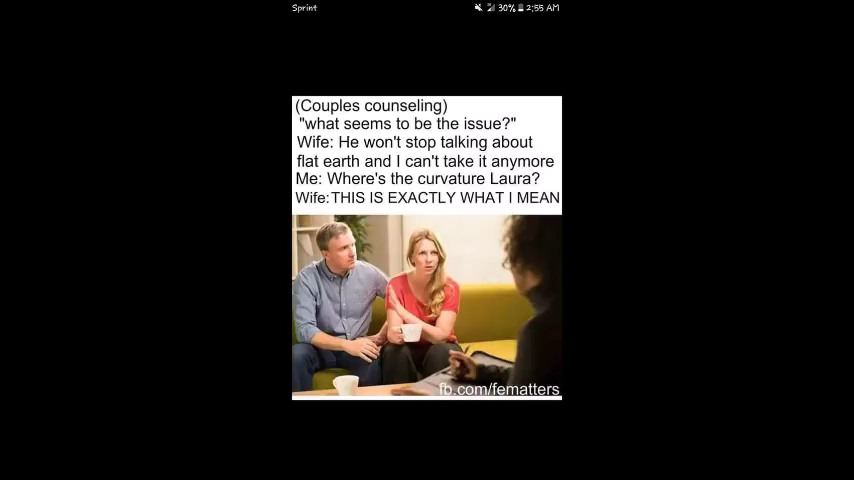 Sprint 30% 2:55 AM
(Couples counseling)
"what seems to be the issue?"
Wife: He won't stop talking about
flat earth and I can't take it anymore
Me: Where's the curvature Laura?
Wife:THIS IS EXACTLY WHAT I MEAN
fb.com/fematters